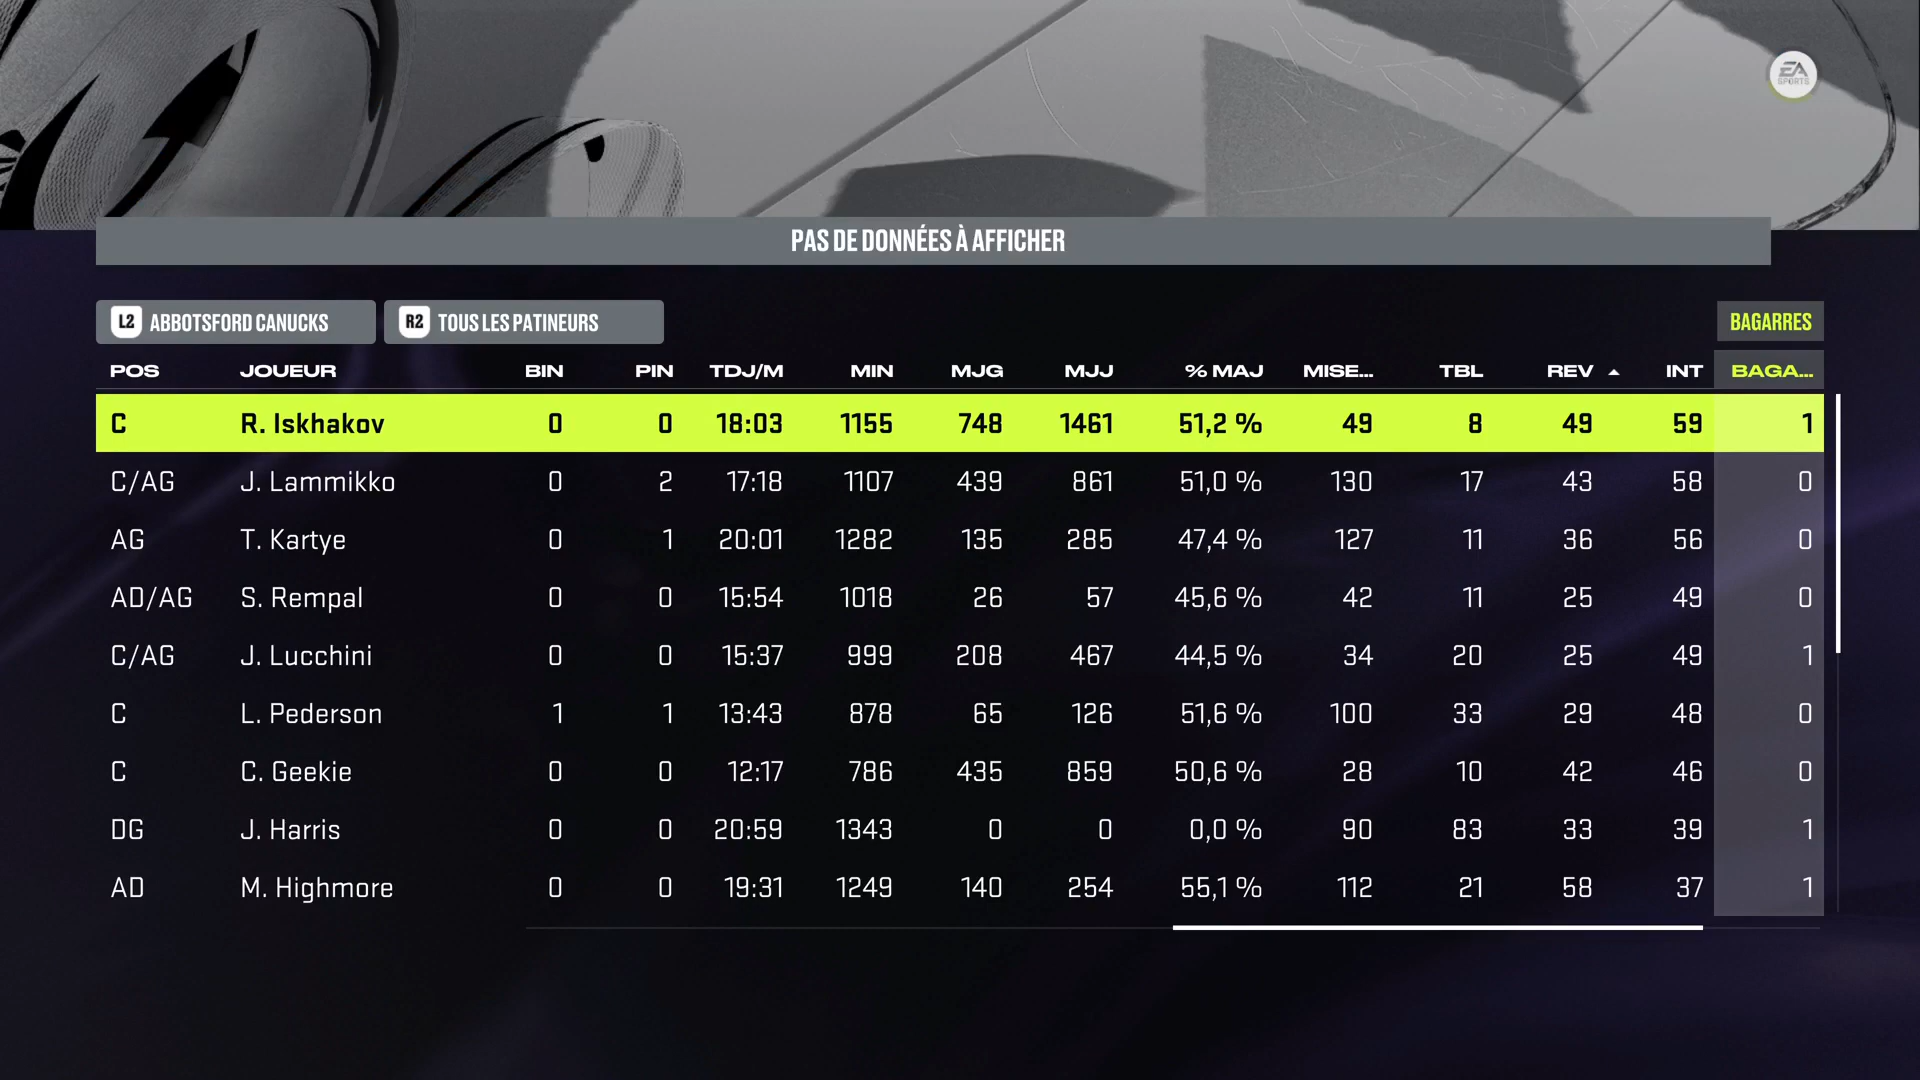 EA
SPORTS
PAS DE DONNÉES À AFFICHER
L2 ABBOTSFORD CANUCKS R2 TOUS LES PATINEURS BAGARRES
POS JOUEUR BIN PIN TDJ/M MIN MJG MJJ % MAJ MISE... TBL REV INT BAGA...
C R. Iskhakov 0 0 18:03 1155 748 1461 51,2 % 49 8 49 59 1
C/AG J. Lammikko 0 2 17:18 1107 439 861 51,0 % 130 17 43 58 0
AG T. Kartye 0 1 20:01 1282 135 285 47,4 % 127 11 36 56 0
AD/AG S. Rempal 0 0 15:54 1018 26 57 45,6 % 42 11 25 49 0
C/AG J. Lucchini 0 0 15:37 999 208 467 44,5 % 34 20 25 49 1
C L. Pederson 1 1 13:43 878 65 126 51,6 % 100 33 29 48 0
C C. Geekie 0 0 12:17 786 435 859 50,6 % 28 10 42 46 0
DG J. Harris 0 0 20:59 1343 0 0 0,0 % 90 83 33 39 1
AD M. Highmore 0 0 19:31 1249 140 254 55,1 % 112 21 58 37 1